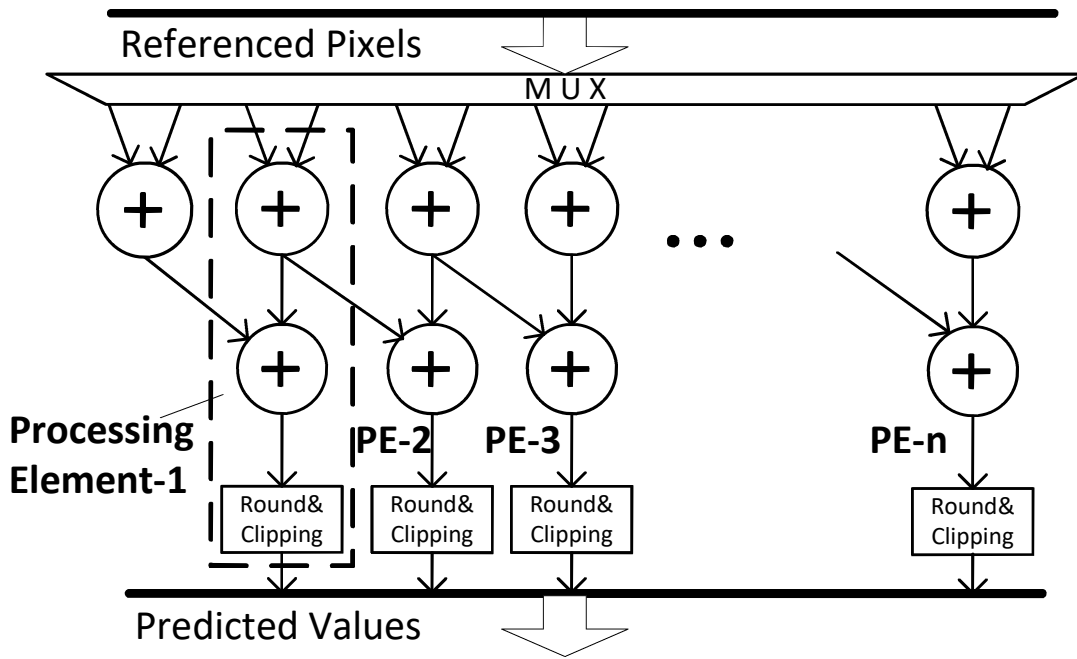 Referenced Pixels
M U X
+ + + + +
...
+ + + +
Processing
Element-1
PE-2 PE-3 PE-n
Round&
Clipping
Round&
Clipping
Round&
Clipping
Round&
Clipping
Predicted Values